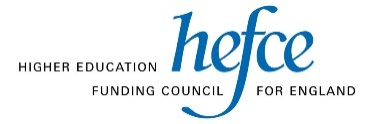 hefce
HIGHER EDUCATION
FUNDING COUNCIL FOR ENGLAND